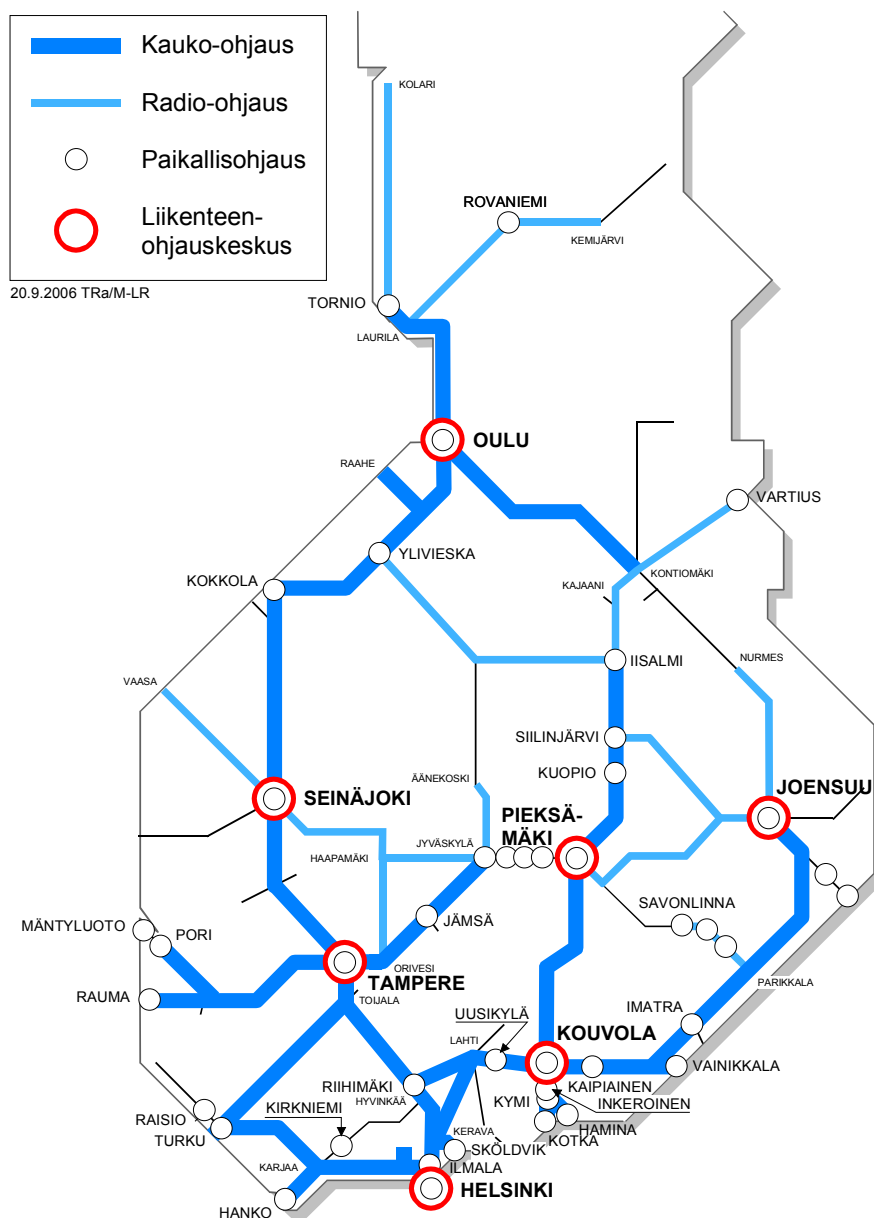 Kauko-ohjaus
Radio-ohjaus
Paikallisohjaus
Liikenteen-
ohjauskeskus
20.9.2006 TRa/M-LR
KOLARI
ROVANIEMI
KEMIJÄRVI
TORNIO
LAURILA
OULU
RAAHE
VARTIUS
YLIVIESKA
KOKKOLA
KAJAANI
KONTIOMÄKI
IISALMI
NURMES
VAASA
SIILINJÄRVI
KUOPIO
ÄÄNEKOSKI
JOENSUU
SEINÄJOKI
PIEKSÄ-
MÄKI
HAAPAMÄKI
JYVÄSKYLÄ
SAVONLINNA
JÄMSÄ
MÄNTYLUOTO
PORI
ORIVESI
TAMPERE
PARIKKALA
RAUMA
TOIJALA
IMATRA
UUSIKYLÄ
KOUVOLA
LAHTI
VAINIKKALA
RIIHIMÄKI
HYVINKÄÄ
KAIPIAINEN
KYMI
INKEROINEN
RAISIO
TURKU
KIRKNIEMI
HAMINA
KOTKA
KERAVA
SKÖLDVIK
KARJAA
ILMALA
HELSINKI
HANKO